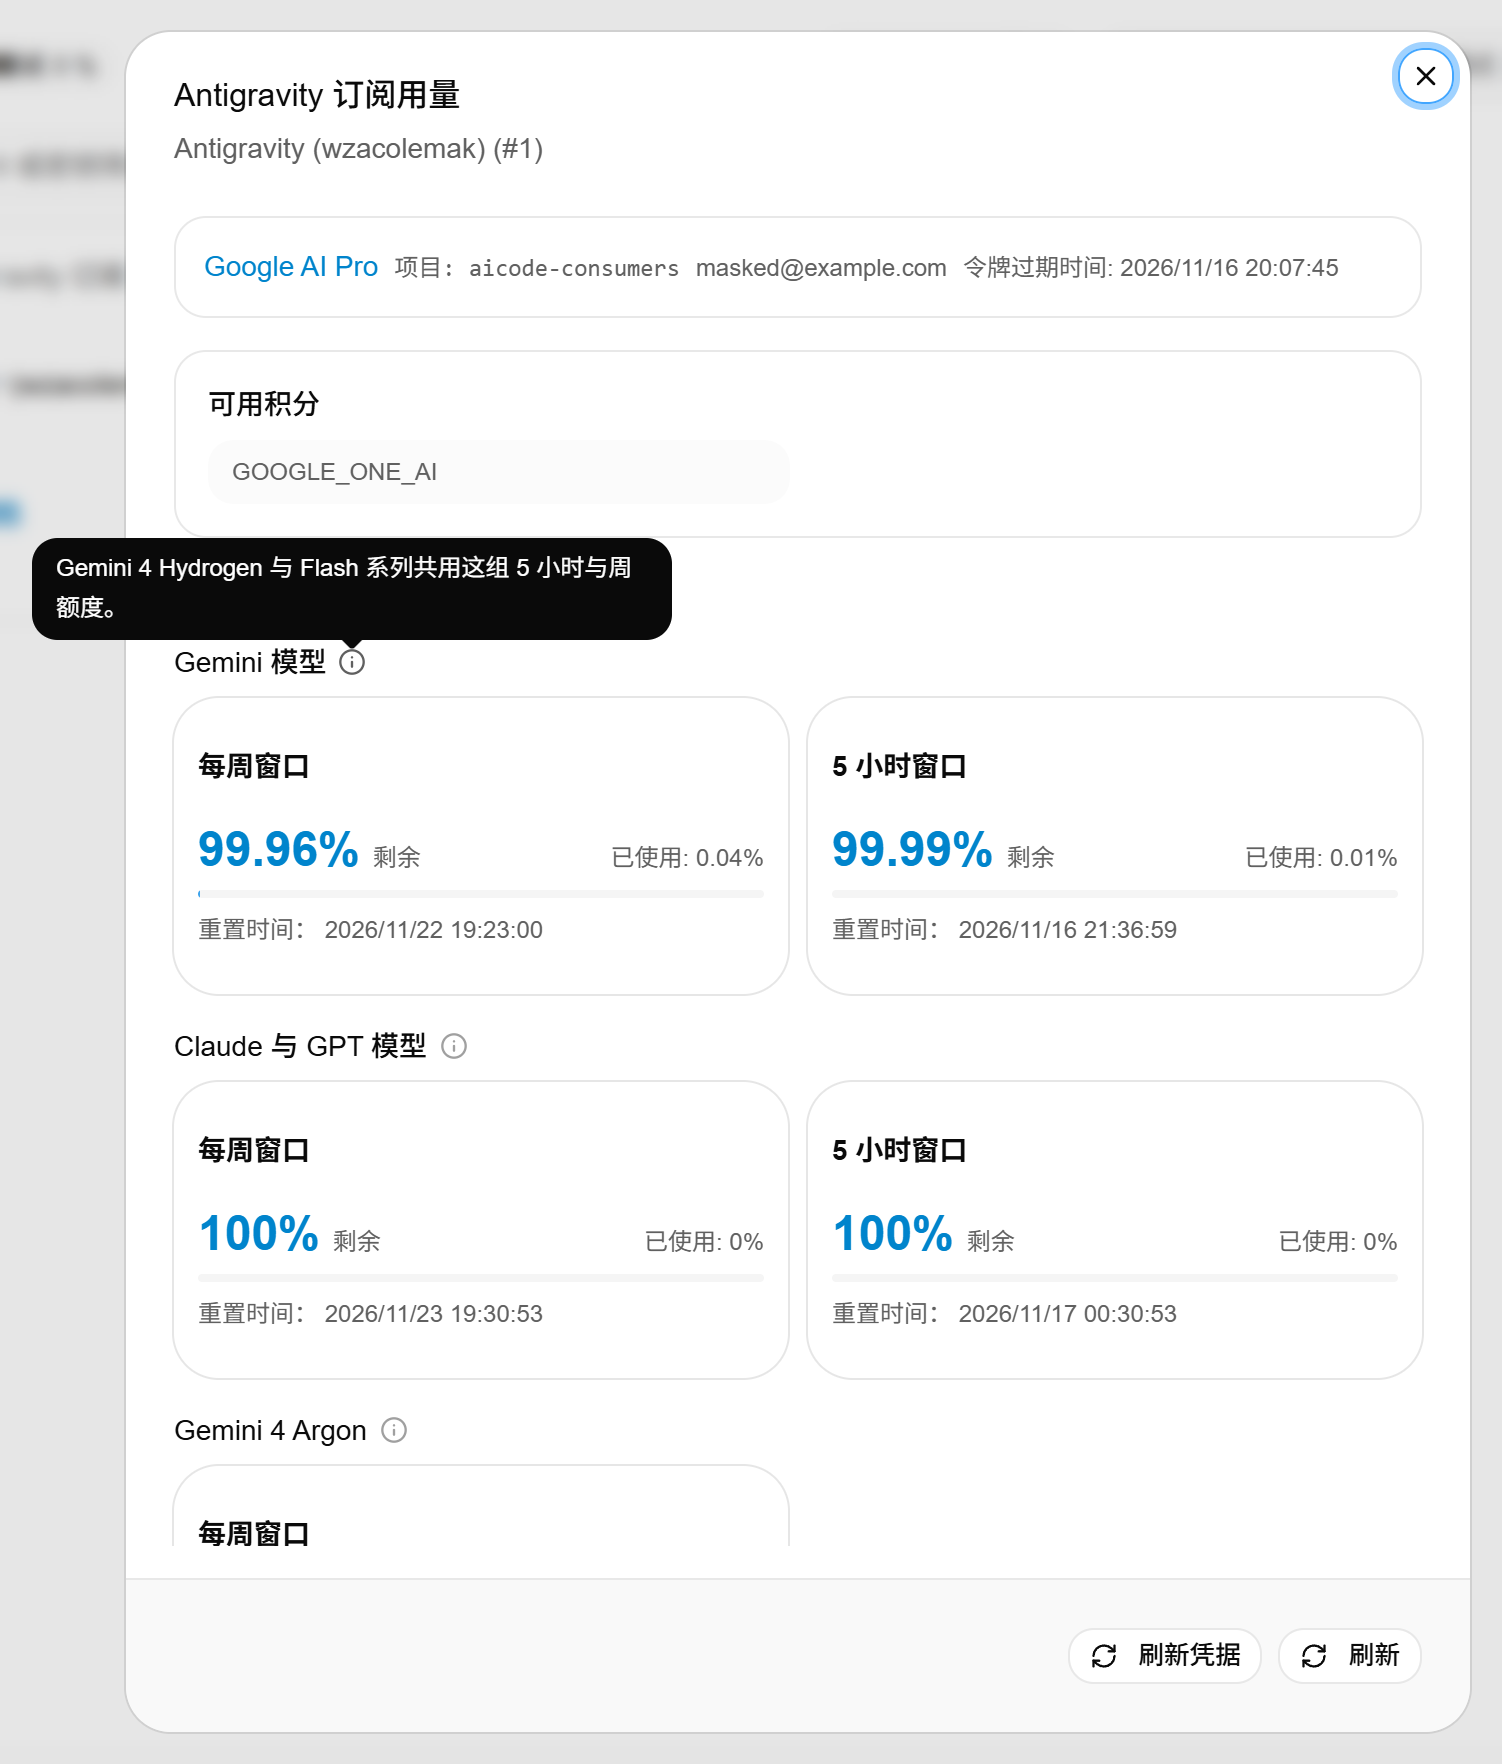 Antigravity 订阅用量
Antigravity (wzacolemak) (#1)
Google AI Pro 项目: aicode-consumers masked@example.com 令牌过期时间: 2026/11/16 20:07:45
可用积分
GOOGLE_ONE_AI
Gemini 4 Hydrogen 与 Flash 系列共用这组 5 小时与周
额度。
Gemini 模型
每周窗口
99.96% 剩余 已使用: 0.04%
重置时间： 2026/11/22 19:23:00
5 小时窗口
99.99% 剩余 已使用: 0.01%
重置时间： 2026/11/16 21:36:59
Claude 与 GPT 模型
每周窗口
100% 剩余 已使用: 0%
重置时间： 2026/11/23 19:30:53
5 小时窗口
100% 剩余 已使用: 0%
重置时间： 2026/11/17 00:30:53
Gemini 4 Argon
每周窗口
刷新凭据
刷新